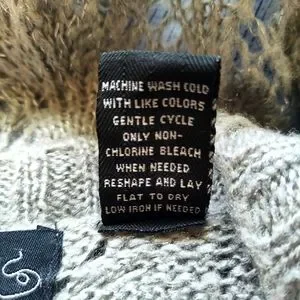 MACHINE WASH COLD
WITH LIKE COLORS
GENTLE CYCLE
ONLY NON-
CHLORINE BLEACH
WHEN NEEDED
RESHAPE AND LAY
FLAT TO DRY
LOW IRON IF NEEDED